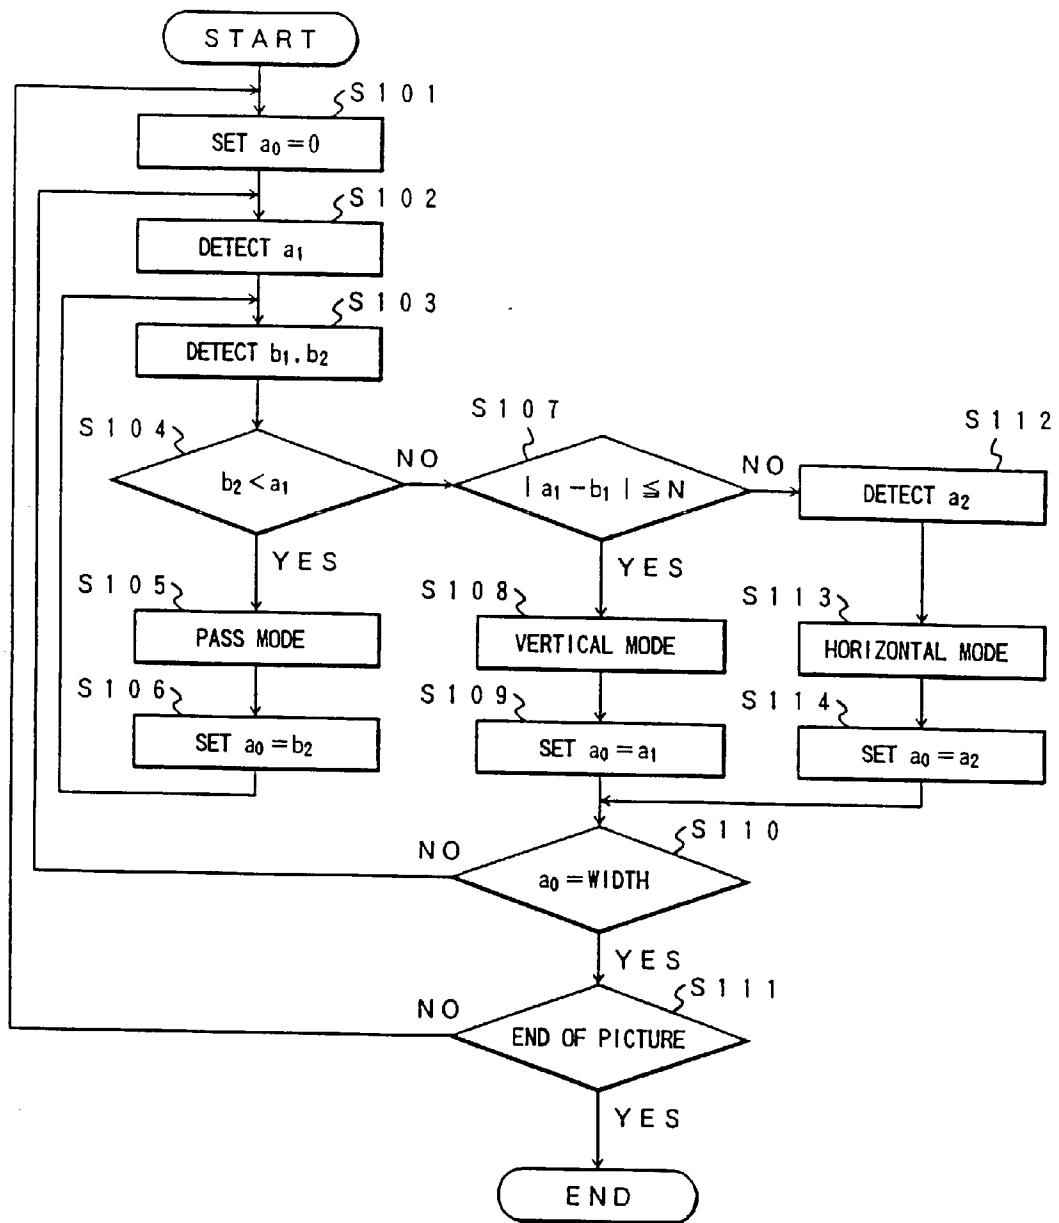 START
S101
SET a₀=0
S102
DETECT a₁
S103
DETECT b₁.b₂
S104
b₂<a₁
NO
YES
S105
PASS MODE
S106
SET a₀=b₂
S107
|a₁-b₁|≦N
NO
YES
S108
VERTICAL MODE
S109
SET a₀=a₁
S112
DETECT a₂
S113
HORIZONTAL MODE
S114
SET a₀=a₂
S110
a₀=WIDTH
NO
YES
S111
END OF PICTURE
NO
YES
END